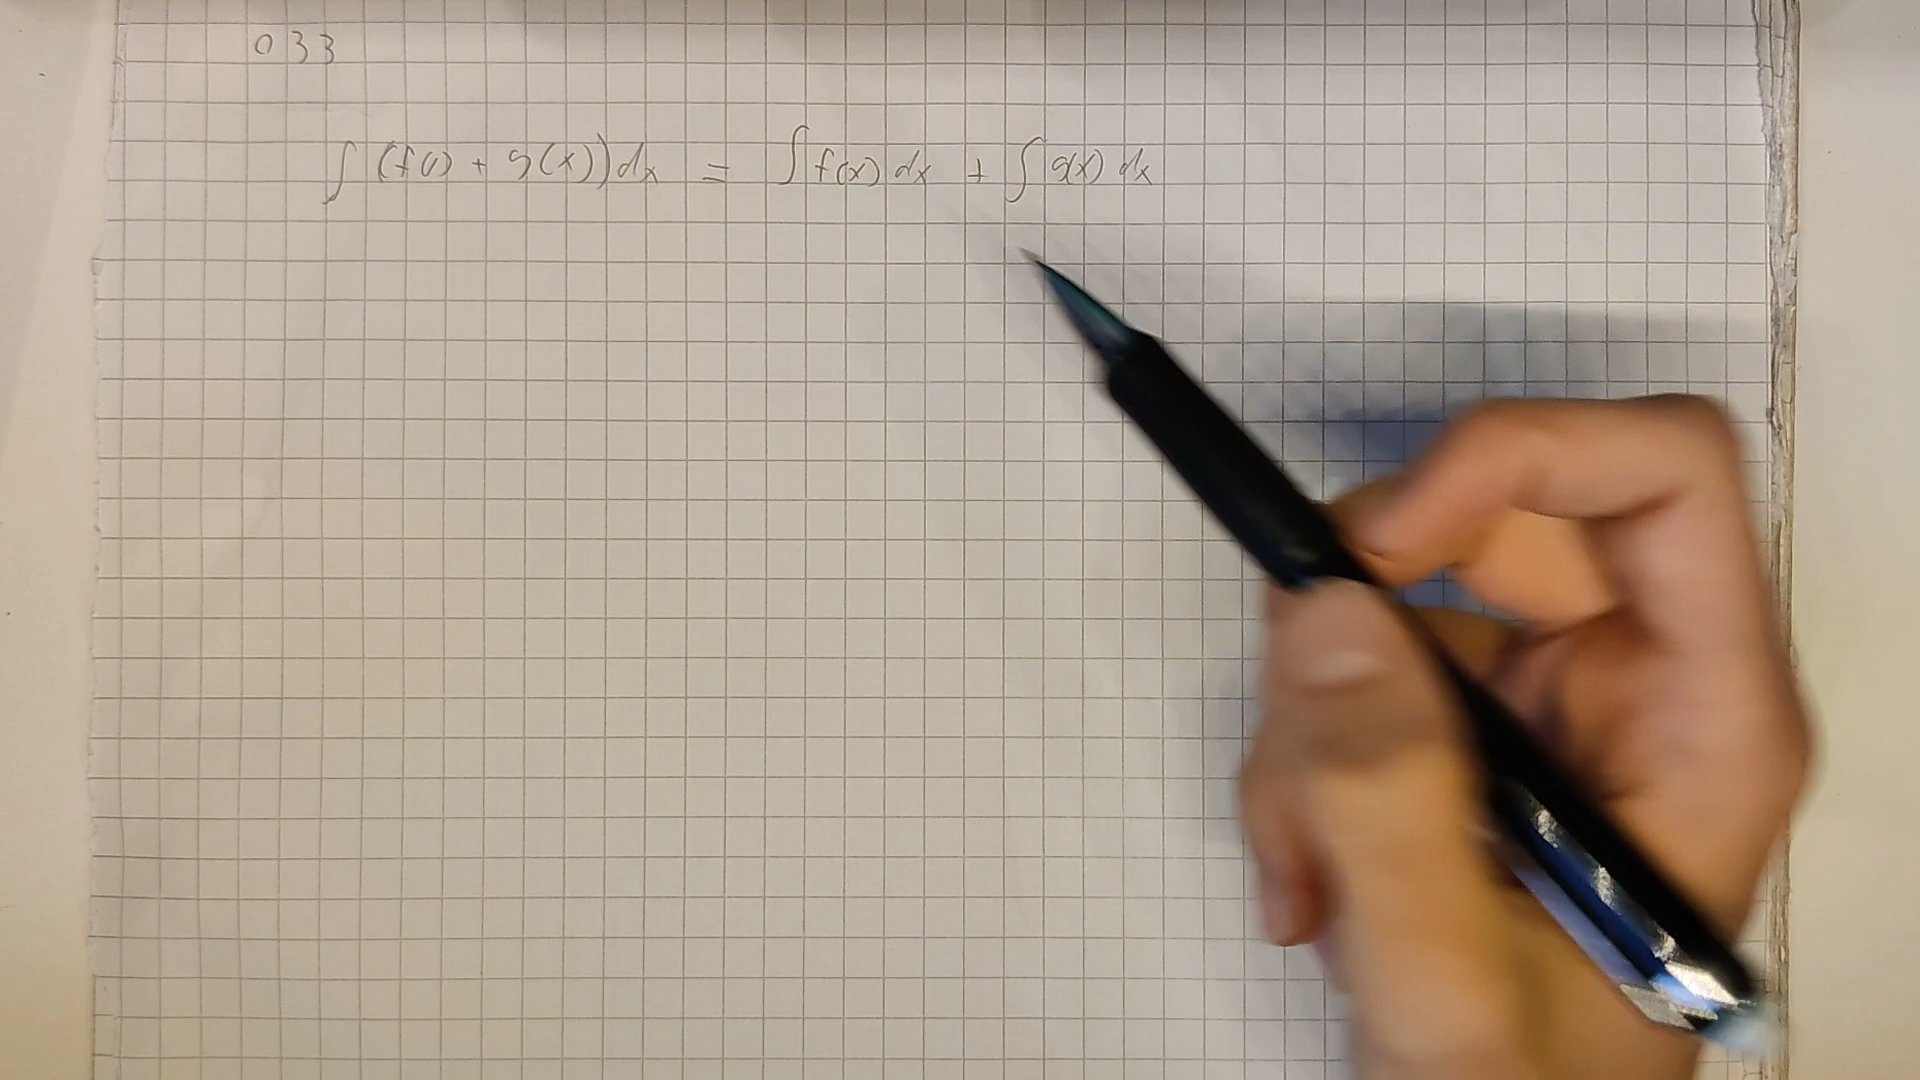 033
∫ (f() + g(x)) dx = ∫ f(x) dx + ∫ g(x) dx